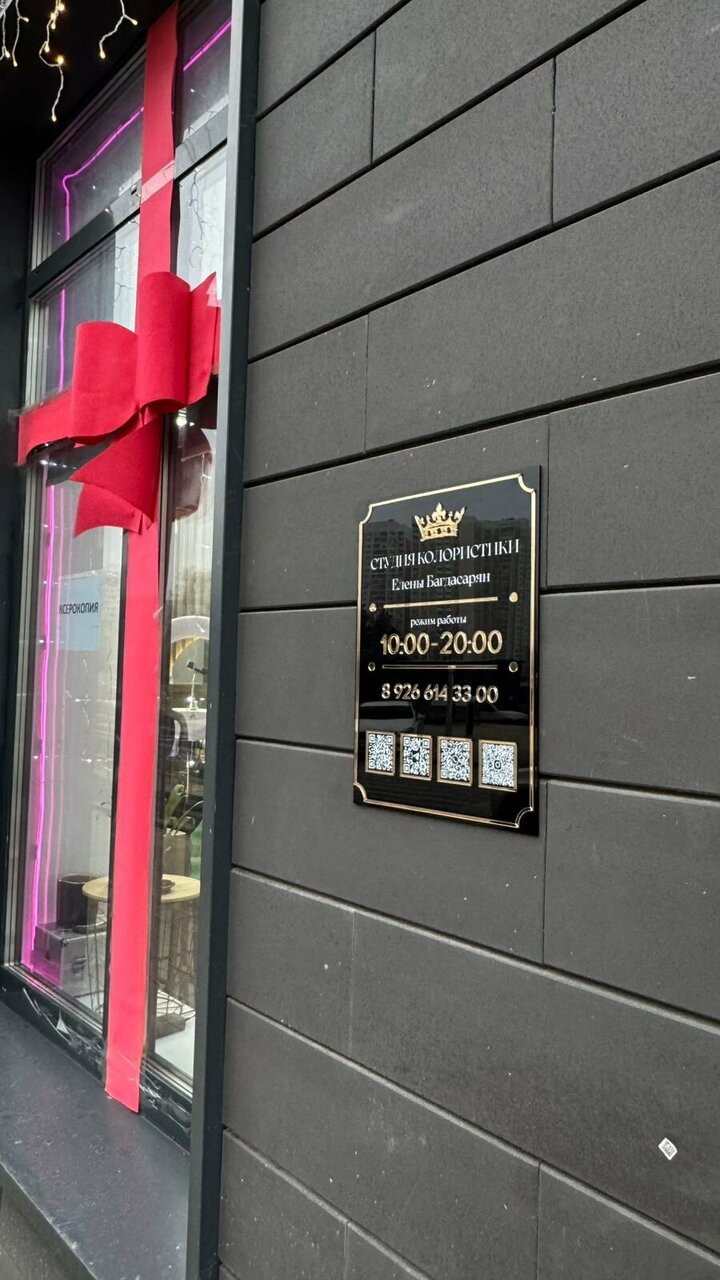 КСЕРОКОПИЯ
СТУДИЯ КОЛОРИСТИКИ
Елены Багдасарян
режим работы
10:00-20:00
8 926 614 33 00